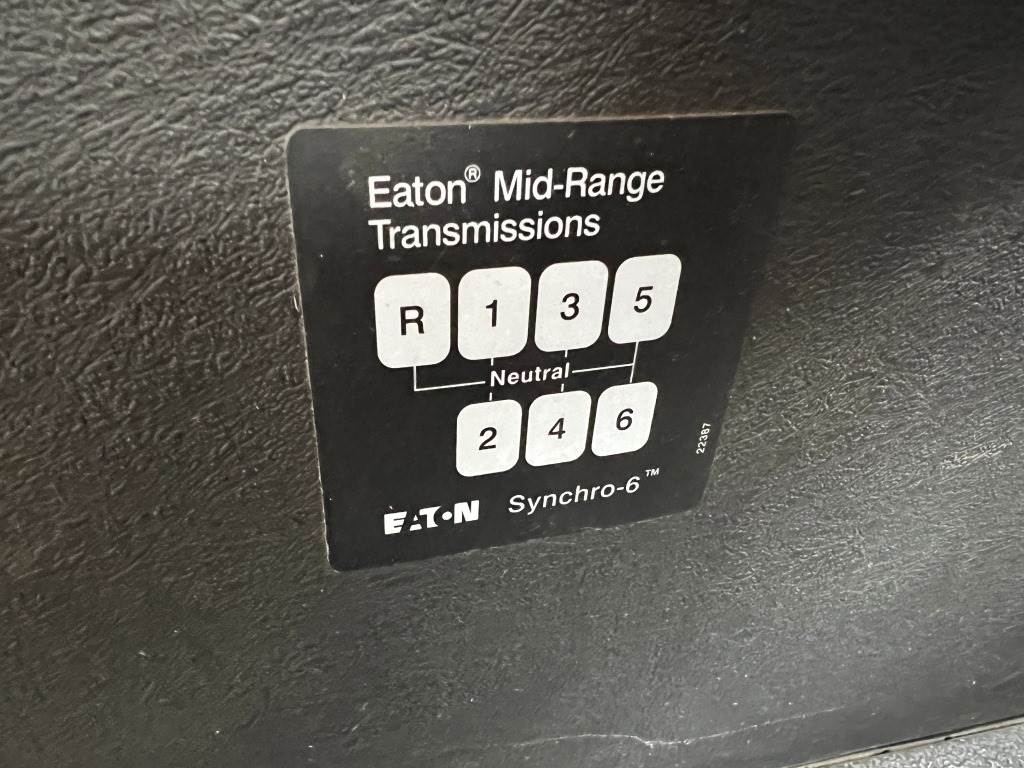 Eaton® Mid-Range
Transmissions
R 1 3 5
Neutral
2 4 6
22387
EATON Synchro-6™